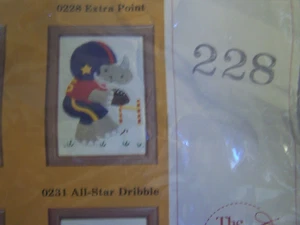 0228 Extra Point
228
0231 All-Star Dribble
The